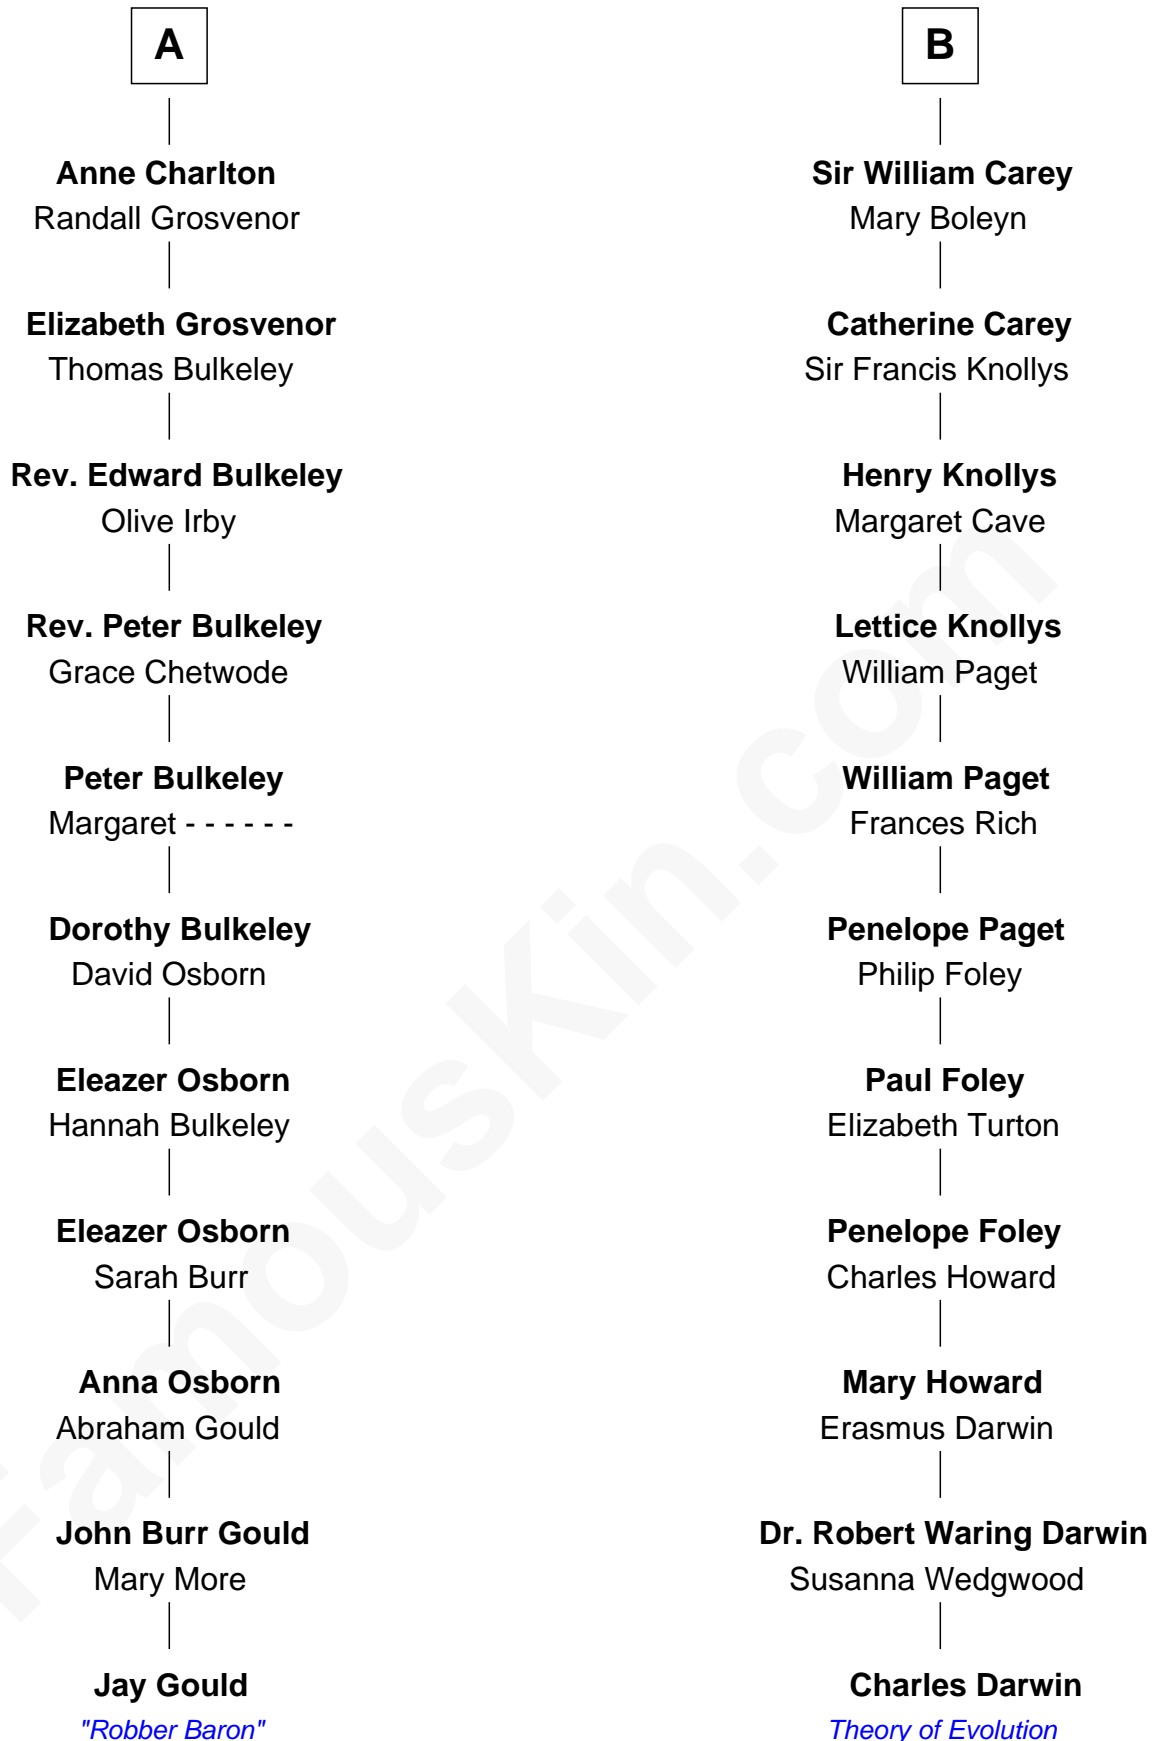 A
Anne Charlton
Randall Grosvenor
Elizabeth Grosvenor
Thomas Bulkeley
Rev. Edward Bulkeley
Olive Irby
Rev. Peter Bulkeley
Grace Chetwode
Peter Bulkeley
Margaret - - - - - -
Dorothy Bulkeley
David Osborn
Eleazer Osborn
Hannah Bulkeley
Eleazer Osborn
Sarah Burr
Anna Osborn
Abraham Gould
John Burr Gould
Mary More
Jay Gould
"Robber Baron"
B
Sir William Carey
Mary Boleyn
Catherine Carey
Sir Francis Knollys
Henry Knollys
Margaret Cave
Lettice Knollys
William Paget
William Paget
Frances Rich
Penelope Paget
Philip Foley
Paul Foley
Elizabeth Turton
Penelope Foley
Charles Howard
Mary Howard
Erasmus Darwin
Dr. Robert Waring Darwin
Susanna Wedgwood
Charles Darwin
Theory of Evolution
FamousKin.com